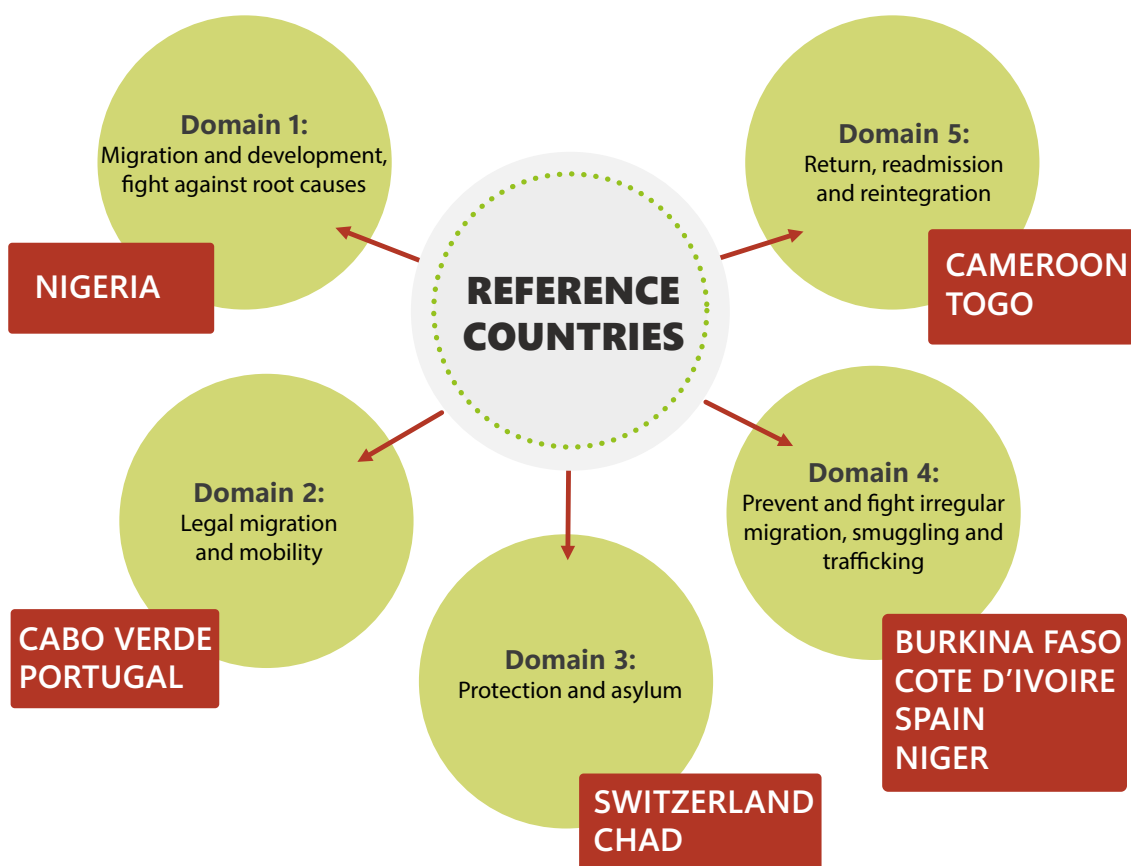 REFERENCE
COUNTRIES
Domain 1:
Migration and development,
fight against root causes
NIGERIA
Domain 2:
Legal migration
and mobility
CABO VERDE
PORTUGAL
Domain 3:
Protection and asylum
SWITZERLAND
CHAD
Domain 4:
Prevent and fight irregular
migration, smuggling and
trafficking
BURKINA FASO
COTE D’IVOIRE
SPAIN
NIGER
Domain 5:
Return, readmission
and reintegration
CAMEROON
TOGO